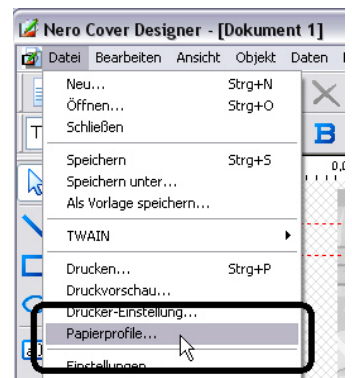 Nero Cover Designer - [Dokument 1]
Datei Bearbeiten Ansicht Objekt Daten
Neu... Strg+N
Öffnen... Strg+O
Schließen
T B
Speichern Strg+S
Speichern unter...
Als Vorlage speichern...
TWAIN
Drucken... Strg+P
Druckvorschau...
Drucker-Einstellung...
Papierprofile...
Einstellungen